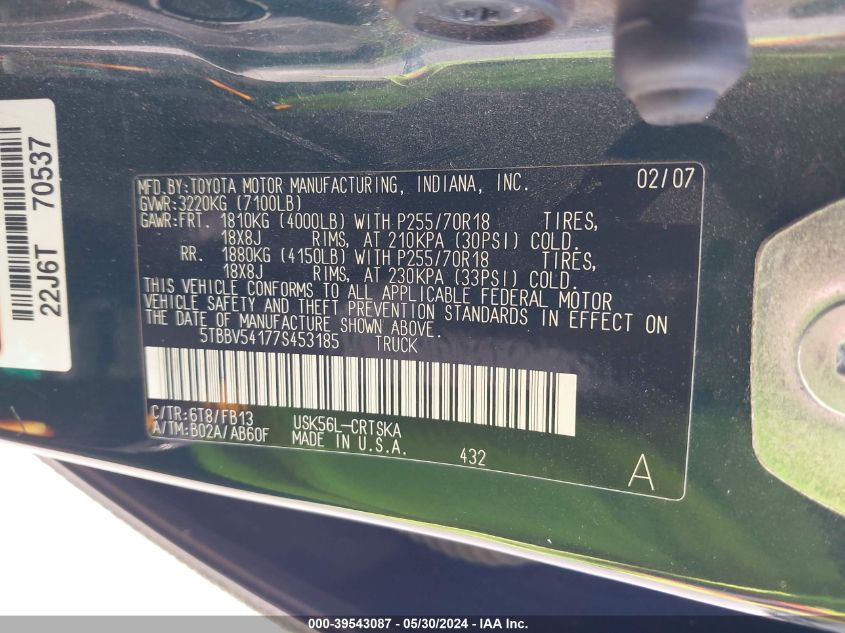 22J6T 70537
MFD.BY:TOYOTA MOTOR MANUFACTURING, INDIANA, INC. 02/07
GVWR:3220KG (7100LB)
GAWR:FRT. 1810KG (4000LB) WITH P255/70R18 TIRES,
18X8J RIMS, AT 210KPA (30PSI) COLD.
RR. 1880KG (4150LB) WITH P255/70R18 TIRES,
18X8J RIMS, AT 230KPA (33PSI) COLD.
THIS VEHICLE CONFORMS TO ALL APPLICABLE FEDERAL MOTOR
VEHICLE SAFETY AND THEFT PREVENTION STANDARDS IN EFFECT ON
THE DATE OF MANUFACTURE SHOWN ABOVE.
5TBBV54177S453185 TRUCK
C/TR:6T8/FB13 USK56L-CRTSKA
A/TM:B02A/AB60F MADE IN U.S.A. 432 A
000-39543087 - 05/30/2024 - IAA Inc.